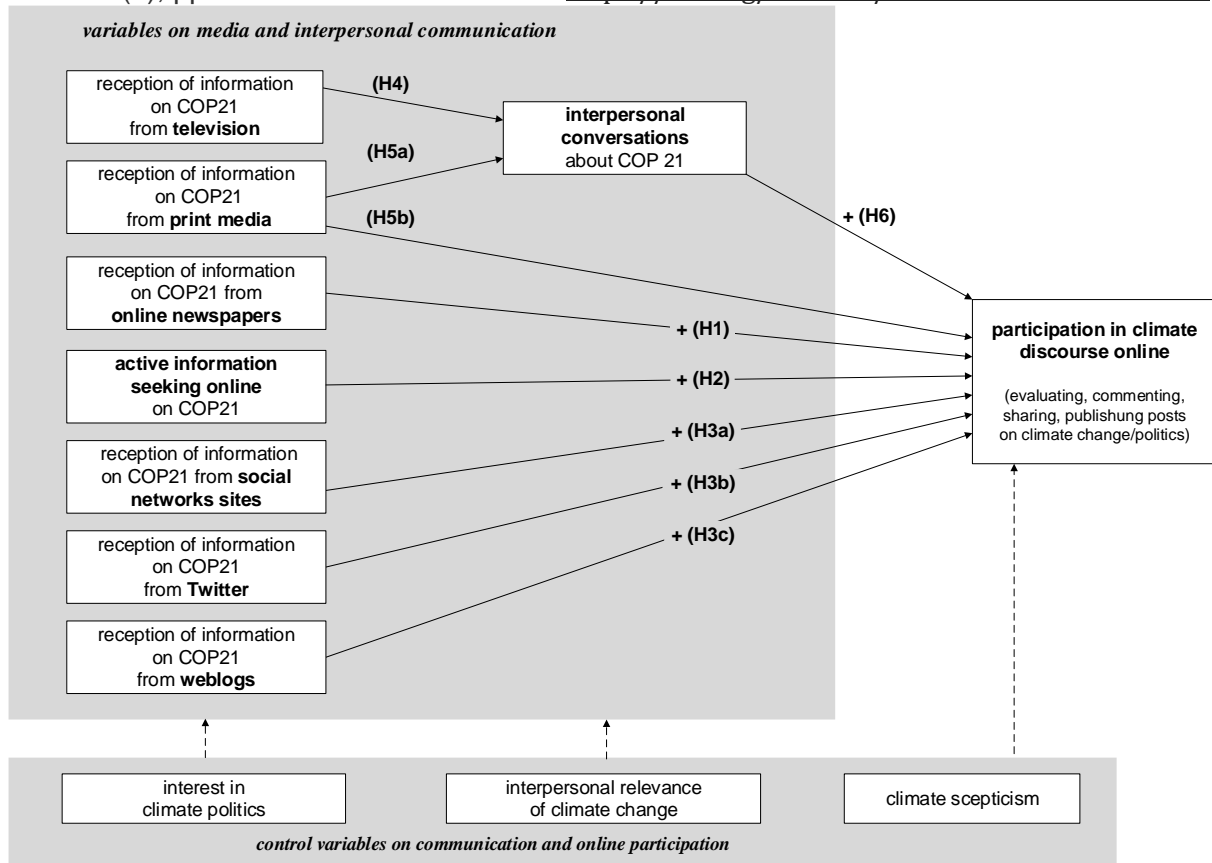 variables on media and interpersonal communication
reception of information
on COP21
from television
(H4)
interpersonal
conversations
about COP 21
(H5a)
reception of information
on COP21
from print media
(H5b)
+ (H6)
reception of information
on COP21 from
online newspapers
+ (H1)
participation in climate
discourse online
(evaluating, commenting,
sharing, publishung posts
on climate change/politics)
active information
seeking online
on COP21
+ (H2)
reception of information
on COP21 from social
networks sites
+ (H3a)
reception of information
on COP21
from Twitter
+ (H3b)
reception of information
on COP21
from weblogs
+ (H3c)
interest in
climate politics
interpersonal relevance
of climate change
climate scepticism
control variables on communication and online participation